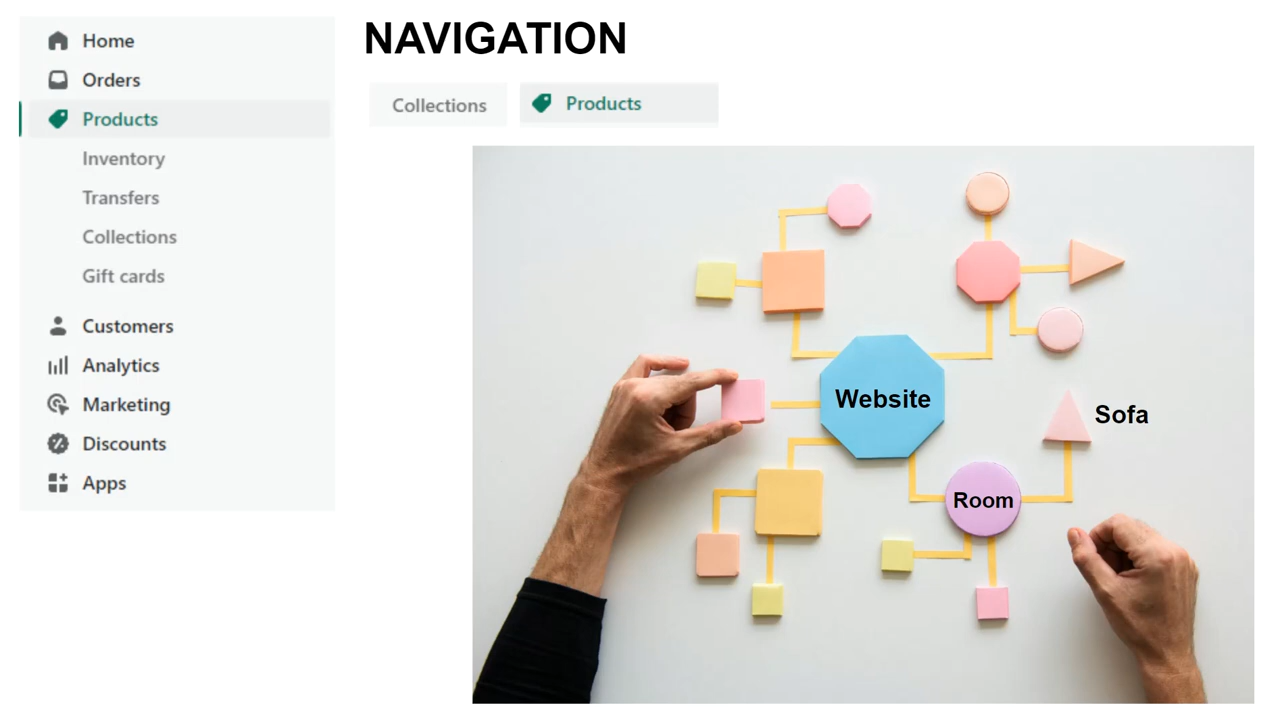 Home
Orders
Products
Inventory
Transfers
Collections
Gift cards
Customers
Analytics
Marketing
Discounts
Apps
NAVIGATION
Collections
Products
Website
Sofa
Room